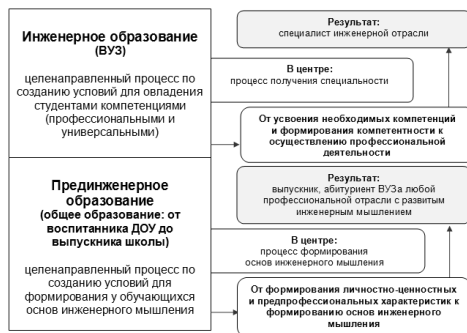 Инженерное образование
(ВУЗ)
целенаправленный процесс по
созданию условий для овладения
студентами компетенциями
(профессиональными и
универсальными)
Результат:
специалист инженерной отрасли
В центре:
процесс получения специальности
От усвоения необходимых компетенций
и формирования компетентности к
осуществлению профессиональной
деятельности
Прединженерное
образование
(общее образование: от
воспитанника ДОУ до
выпускника школы)
целенаправленный процесс по
созданию условий для
формирования у обучающихся
основ инженерного мышления
Результат:
выпускник, абитуриент ВУЗа любой
профессиональной отрасли с развитым
инженерным мышлением
В центре:
процесс формирования
основ инженерного мышления
От формирования личностно-ценностных
и предпрофессиональных характеристик к
формированию основ инженерного
мышления